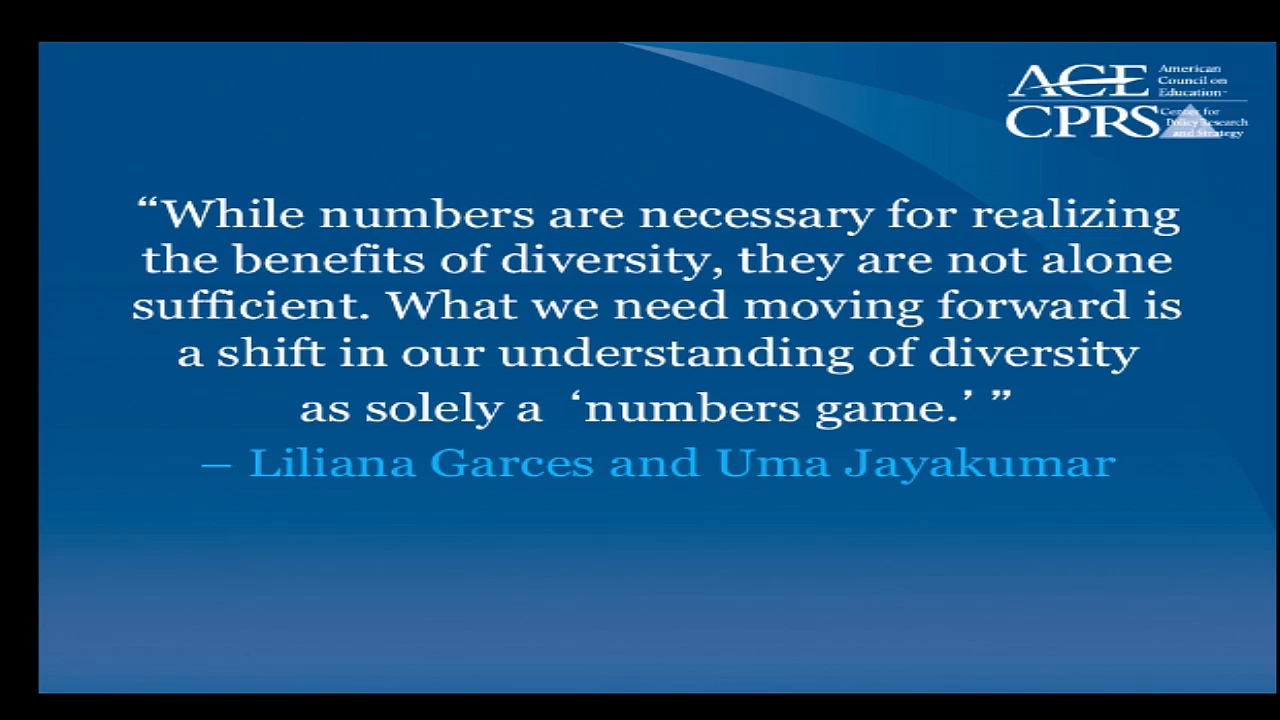 ACE
American
Council on
Education
CPRS
Center for
Policy Research
and Strategy
“While numbers are necessary for realizing
the benefits of diversity, they are not alone
sufficient. What we need moving forward is
a shift in our understanding of diversity
as solely a ‘numbers game.’ ”
– Liliana Garces and Uma Jayakumar